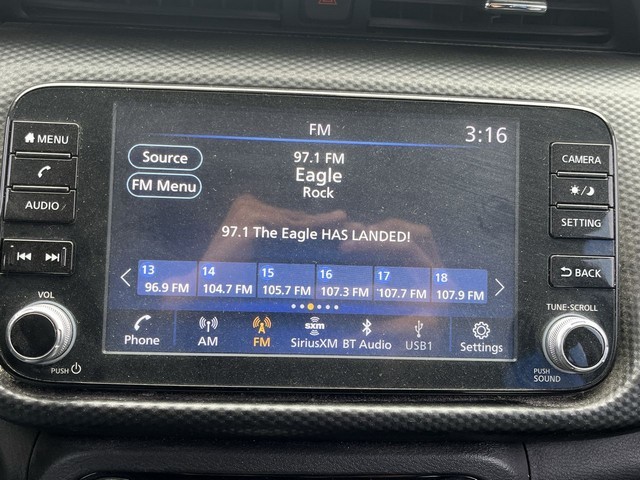 FM
3:16
MENU
AUDIO
VOL
PUSH
Source
FM Menu
97.1 FM
Eagle
Rock
97.1 The Eagle HAS LANDED!
13 14 15 16 17 18
96.9 FM 104.7 FM 105.7 FM 107.3 FM 107.7 FM 107.9 FM
sxm
Phone AM FM SiriusXM BT Audio USB1 Settings
CAMERA
SETTING
BACK
TUNE·SCROLL
PUSH
SOUND